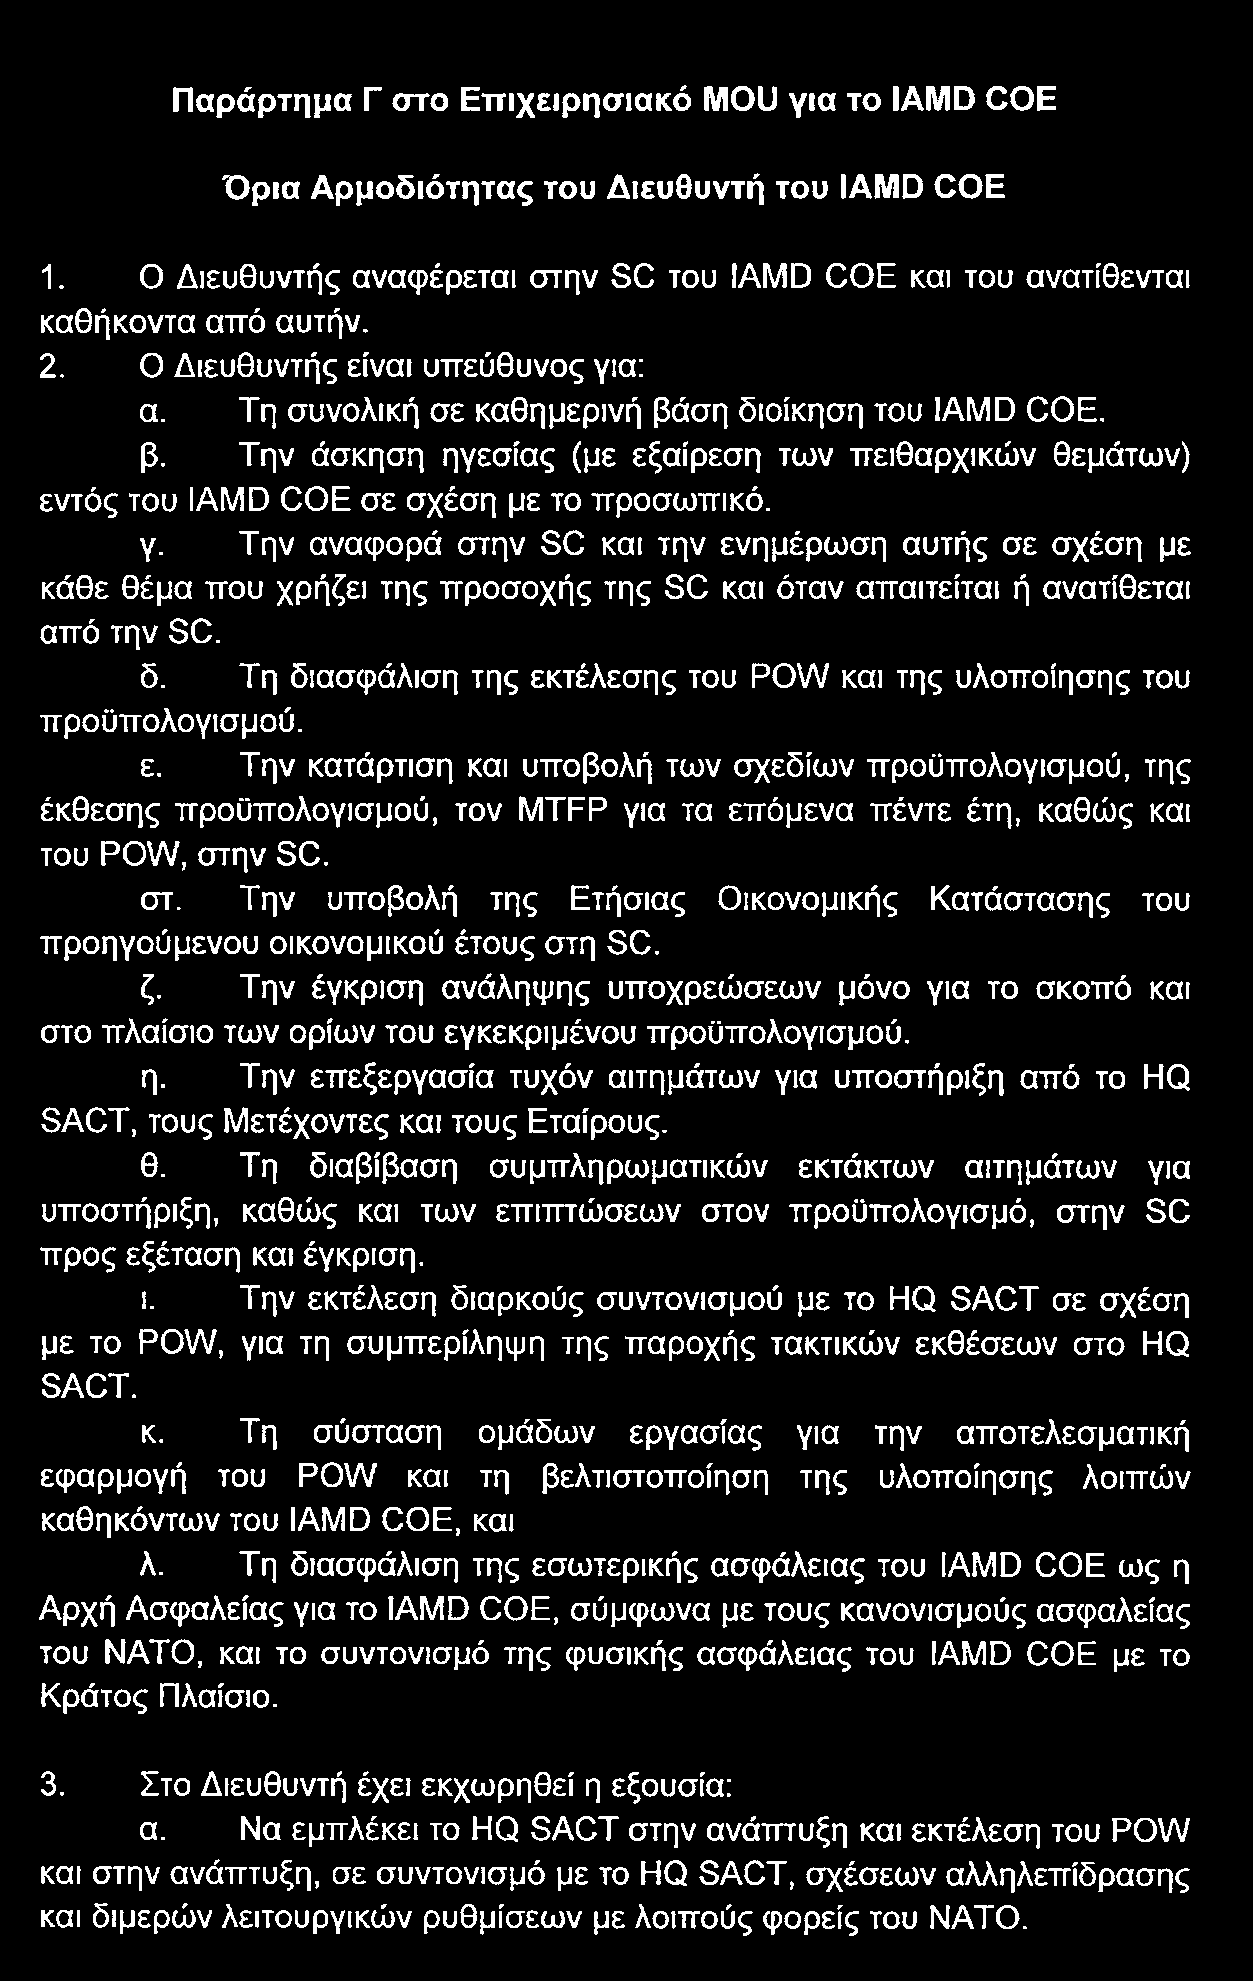 Παράρτημα Γ στο Επιχειρησιακό MOU για το IAMD COE
Όρια Αρμοδιότητας του Διευθυντή του IAMD COE
1. Ο Διευθυντής αναφέρεται στην SC του IAMD COE και του ανατίθενται
καθήκοντα από αυτήν.
2. Ο Διευθυντής είναι υπεύθυνος για:
α. Τη συνολική σε καθημερινή βάση διοίκηση του IAMD COE.
β. Την άσκηση ηγεσίας (με εξαίρεση των πειθαρχικών θεμάτων)
εντός του IAMD COE σε σχέση με το προσωπικό.
γ. Την αναφορά στην SC και την ενημέρωση αυτής σε σχέση με
κάθε θέμα που χρήζει της προσοχής της SC και όταν απαιτείται ή ανατίθεται
από την SC.
δ. Τη διασφάλιση της εκτέλεσης του POW και της υλοποίησης του
προϋπολογισμού.
ε. Την κατάρτιση και υποβολή των σχεδίων προϋπολογισμού, της
έκθεσης προϋπολογισμού, τον MTFP για τα επόμενα πέντε έτη, καθώς και
του POW, στην SC.
στ. Την υποβολή της Ετήσιας Οικονομικής Κατάστασης του
προηγούμενου οικονομικού έτους στη SC.
ζ. Την έγκριση ανάληψης υποχρεώσεων μόνο για το σκοπό και
στο πλαίσιο των ορίων του εγκεκριμένου προϋπολογισμού.
η. Την επεξεργασία τυχόν αιτημάτων για υποστήριξη από το HQ
SACT, τους Μετέχοντες και τους Εταίρους.
θ. Τη διαβίβαση συμπληρωματικών εκτάκτων αιτημάτων για
υποστήριξη, καθώς και των επιπτώσεων στον προϋπολογισμό, στην SC
προς εξέταση και έγκριση.
ι. Την εκτέλεση διαρκούς συντονισμού με το HQ SACT σε σχέση
με το POW, για τη συμπερίληψη της παροχής τακτικών εκθέσεων στο HQ
SACT.
κ. Τη σύσταση ομάδων εργασίας για την αποτελεσματική
εφαρμογή του POW και τη βελτιστοποίηση της υλοποίησης λοιπών
καθηκόντων του IAMD COE, και
λ. Τη διασφάλιση της εσωτερικής ασφάλειας του IAMD COE ως η
Αρχή Ασφαλείας για το IAMD COE, σύμφωνα με τους κανονισμούς ασφαλείας
του NATO, και το συντονισμό της φυσικής ασφάλειας του IAMD COE με το
Κράτος Πλαίσιο.
3. Στο Διευθυντή έχει εκχωρηθεί η εξουσία:
α. Να εμπλέκει το HQ SACT στην ανάπτυξη και εκτέλεση του POW
και στην ανάπτυξη, σε συντονισμό με το HQ SACT, σχέσεων αλληλεπίδρασης
και διμερών λειτουργικών ρυθμίσεων με λοιπούς φορείς του NATO.